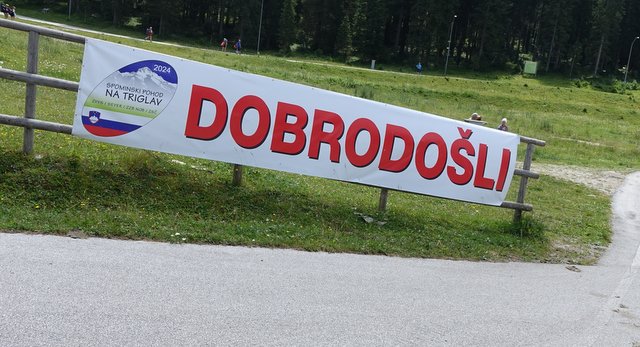 2024
SPOMINSKI POHOD
NA TRIGLAV
DOBRODOŠLI